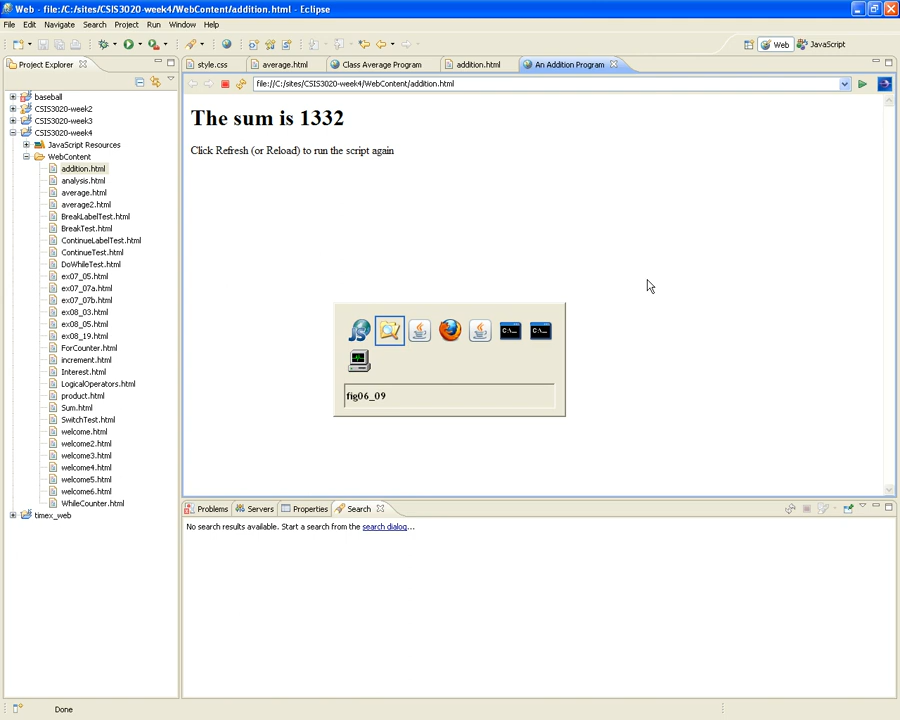 Web - file:/C:/sites/CSIS3020-week4/WebContent/addition.html - Eclipse
File Edit Navigate Search Project Run Window Help
Web JavaScript
Project Explorer
style.css average.html Class Average Program addition.html An Addition Program
file:///C:/sites/CSIS3020-week4/WebContent/addition.html
baseball
CSIS3020-week2
CSIS3020-week3
CSIS3020-week4
JavaScript Resources
WebContent
addition.html
analysis.html
average.html
average2.html
BreakLabelTest.html
BreakTest.html
ContinueLabelTest.html
ContinueTest.html
DoWhileTest.html
ex07_05.html
ex07_07a.html
ex07_07b.html
ex08_03.html
ex08_05.html
ex08_19.html
ForCounter.html
increment.html
Interest.html
LogicalOperators.html
product.html
Sum.html
SwitchTest.html
welcome.html
welcome2.html
welcome3.html
welcome4.html
welcome5.html
welcome6.html
WhileCounter.html
timex_web
The sum is 1332
Click Refresh (or Reload) to run the script again
C:\... C:\...
fig06_09
Problems Servers Properties Search
No search results available. Start a search from the search dialog...
Done